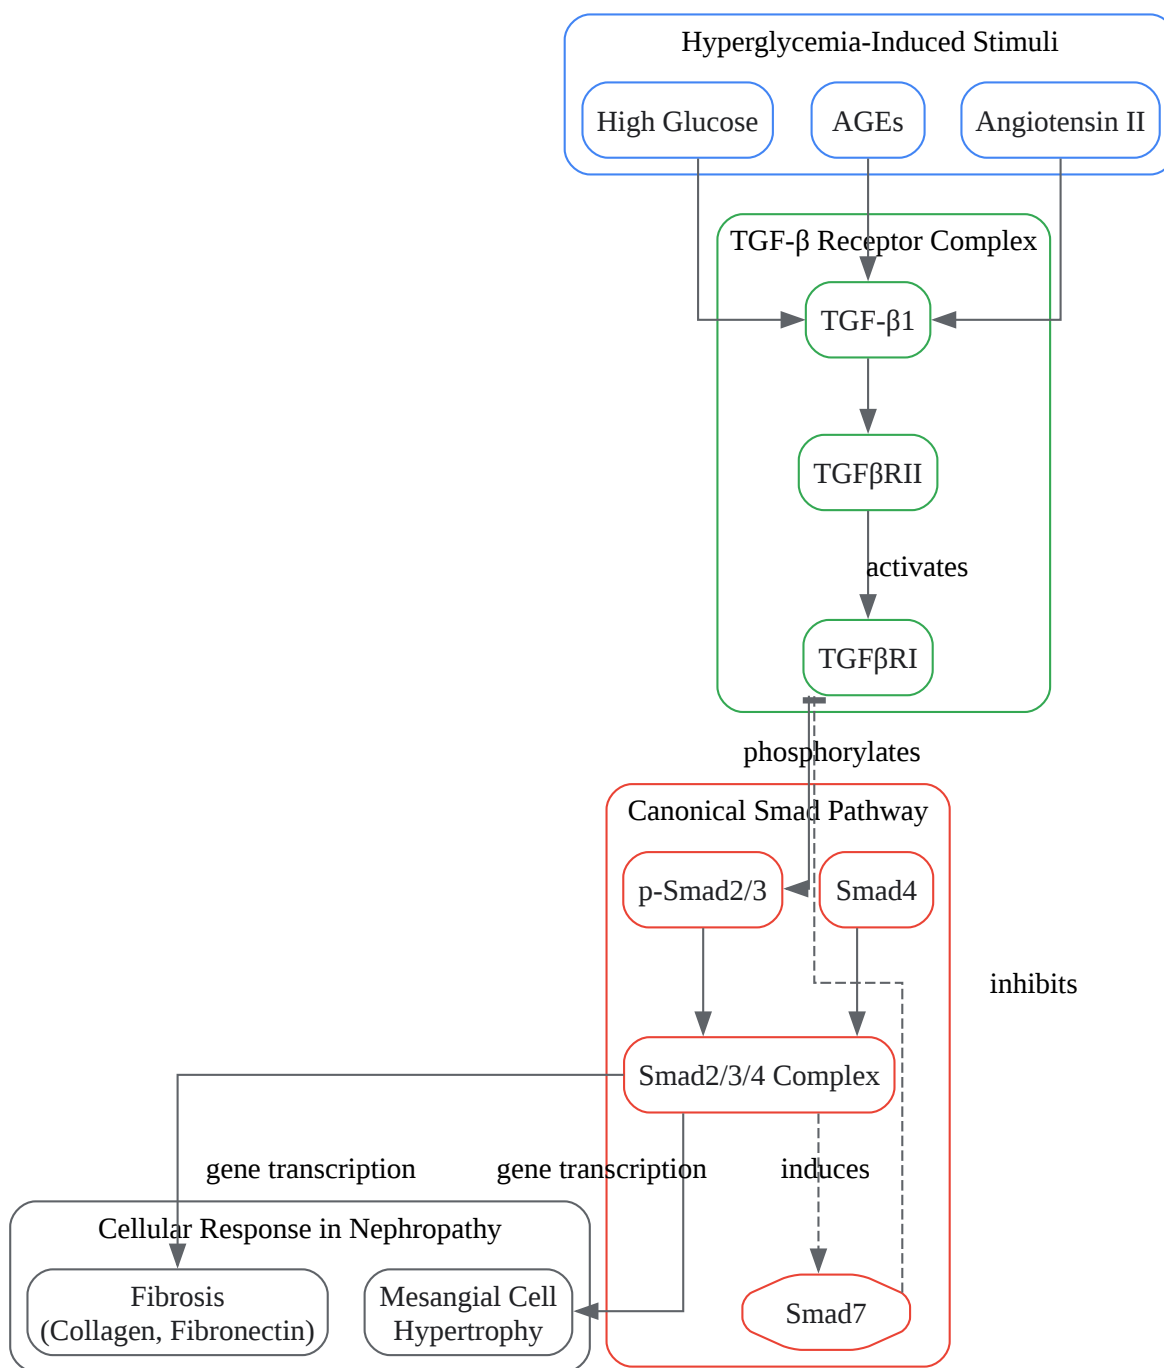 Hyperglycemia-Induced Stimuli
High Glucose
AGEs
Angiotensin II
TGF-β Receptor Complex
TGF-β1
TGFβRII
activates
TGFβRI
phosphorylates
Canonical Smad Pathway
p-Smad2/3
Smad4
inhibits
Smad2/3/4 Complex
gene transcription
gene transcription
induces
Cellular Response in Nephropathy
Fibrosis
(Collagen, Fibronectin)
Mesangial Cell
Hypertrophy
Smad7